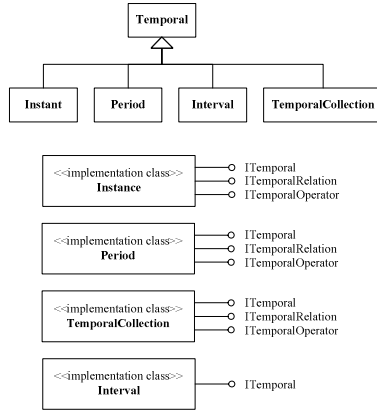 Temporal
Instant Period Interval TemporalCollection
<<implementation class>>
Instance
ITemporal
ITemporalRelation
ITemporalOperator
<<implementation class>>
Period
ITemporal
ITemporalRelation
ITemporalOperator
<<implementation class>>
TemporalCollection
ITemporal
ITemporalRelation
ITemporalOperator
<<implementation class>>
Interval
ITemporal